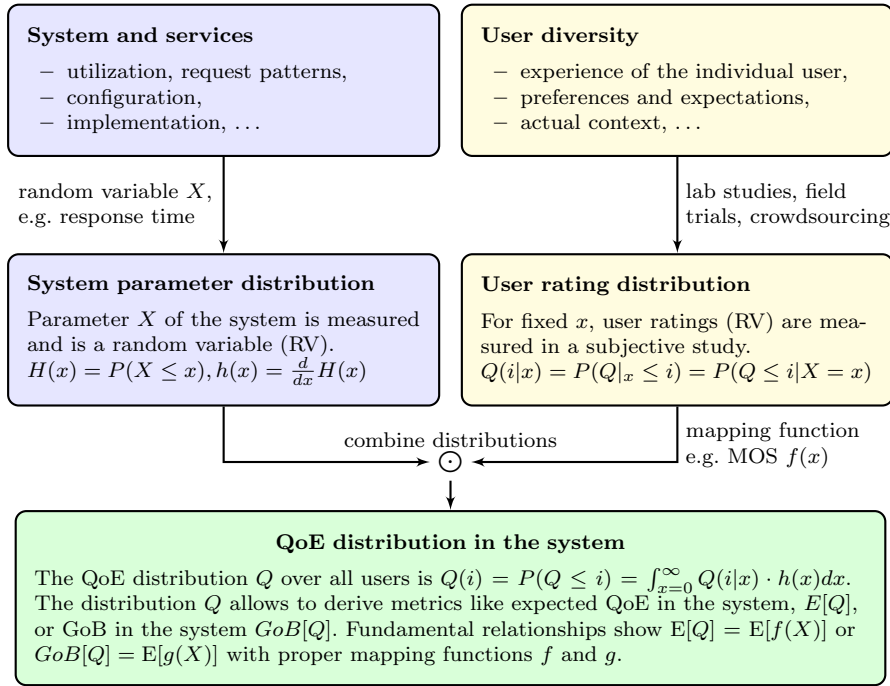 System and services
– utilization, request patterns,
– configuration,
– implementation, …
User diversity
– experience of the individual user,
– preferences and expectations,
– actual context, …
random variable X,
e.g. response time
lab studies, field
trials, crowdsourcing
System parameter distribution
Parameter X of the system is measured
and is a random variable (RV).
H(x) = P(X ≤ x), h(x) = d/dx H(x)
User rating distribution
For fixed x, user ratings (RV) are mea-
sured in a subjective study.
Q(i|x) = P(Q|ₓ ≤ i) = P(Q ≤ i|X = x)
combine distributions
mapping function
e.g. MOS f(x)
⊙
QoE distribution in the system
The QoE distribution Q over all users is Q(i) = P(Q ≤ i) = ∫_{x=0}^{∞} Q(i|x) · h(x)dx.
The distribution Q allows to derive metrics like expected QoE in the system, E[Q],
or GoB in the system GoB[Q]. Fundamental relationships show E[Q] = E[f(X)] or
GoB[Q] = E[g(X)] with proper mapping functions f and g.